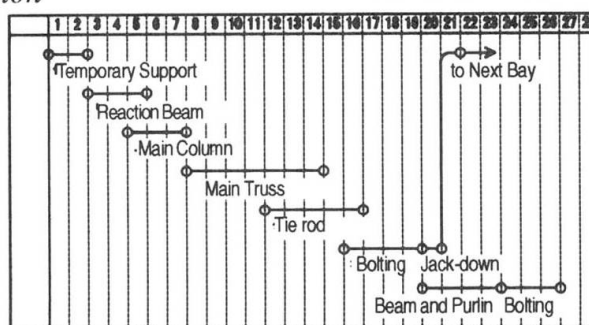 1 2 3 4 5 6 7 8 9 10 11 12 13 14 15 16 17 18 19 20 21 22 23 24 25 26 27
Temporary Support
to Next Bay
Reaction Beam
Main Column
Main Truss
Tie rod
Bolting Jack-down
Beam and Purlin Bolting